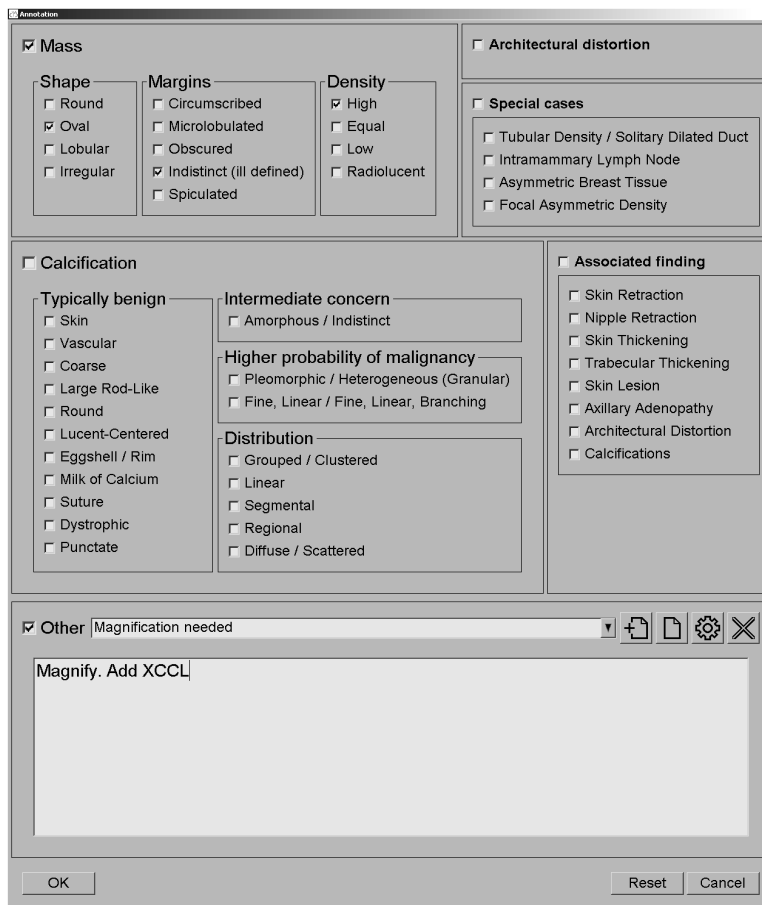 Annotation
Mass
Shape
Round
Oval
Lobular
Irregular
Margins
Circumscribed
Microlobulated
Obscured
Indistinct (ill defined)
Spiculated
Density
High
Equal
Low
Radiolucent
Architectural distortion
Special cases
Tubular Density / Solitary Dilated Duct
Intramammary Lymph Node
Asymmetric Breast Tissue
Focal Asymmetric Density
Calcification
Typically benign
Skin
Vascular
Coarse
Large Rod-Like
Round
Lucent-Centered
Eggshell / Rim
Milk of Calcium
Suture
Dystrophic
Punctate
Intermediate concern
Amorphous / Indistinct
Higher probability of malignancy
Pleomorphic / Heterogeneous (Granular)
Fine, Linear / Fine, Linear, Branching
Distribution
Grouped / Clustered
Linear
Segmental
Regional
Diffuse / Scattered
Associated finding
Skin Retraction
Nipple Retraction
Skin Thickening
Trabecular Thickening
Skin Lesion
Axillary Adenopathy
Architectural Distortion
Calcifications
Other Magnification needed
Magnify. Add XCCL
OK Reset Cancel